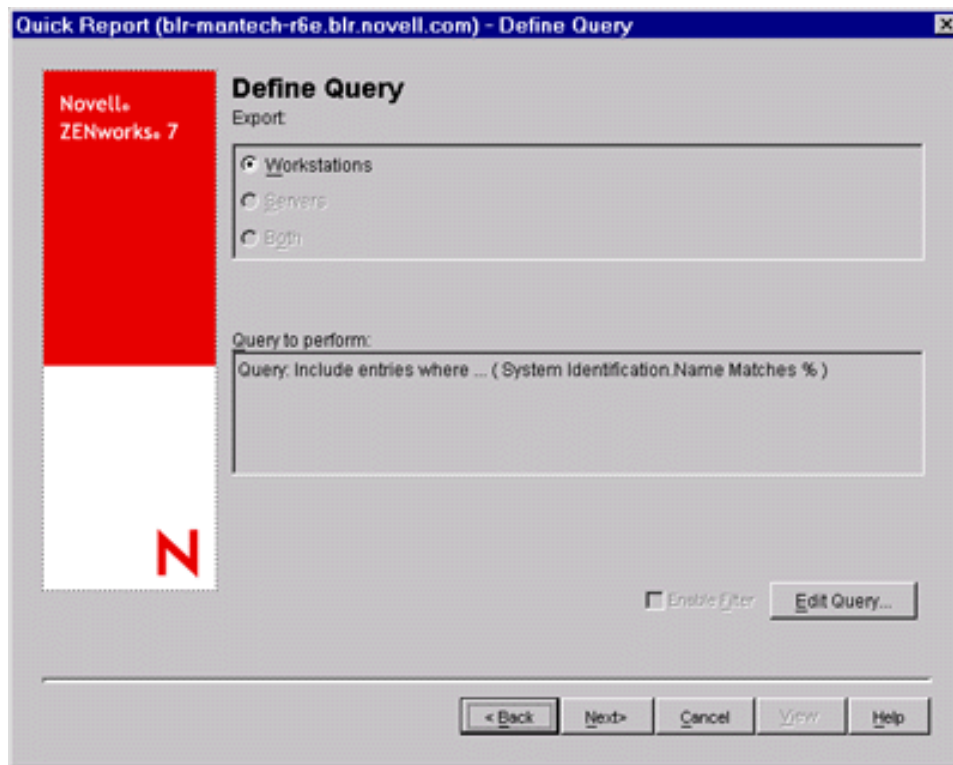 Quick Report (blr-mantech-r6e.blr.novell.com) - Define Query
Novell®
ZENworks® 7
Define Query
Export:
Workstations
Servers
Both
Query to perform:
Query: Include entries where ... ( System Identification.Name Matches % )
N
Enable Filter
Edit Query...
< Back
Next>
Cancel
View
Help